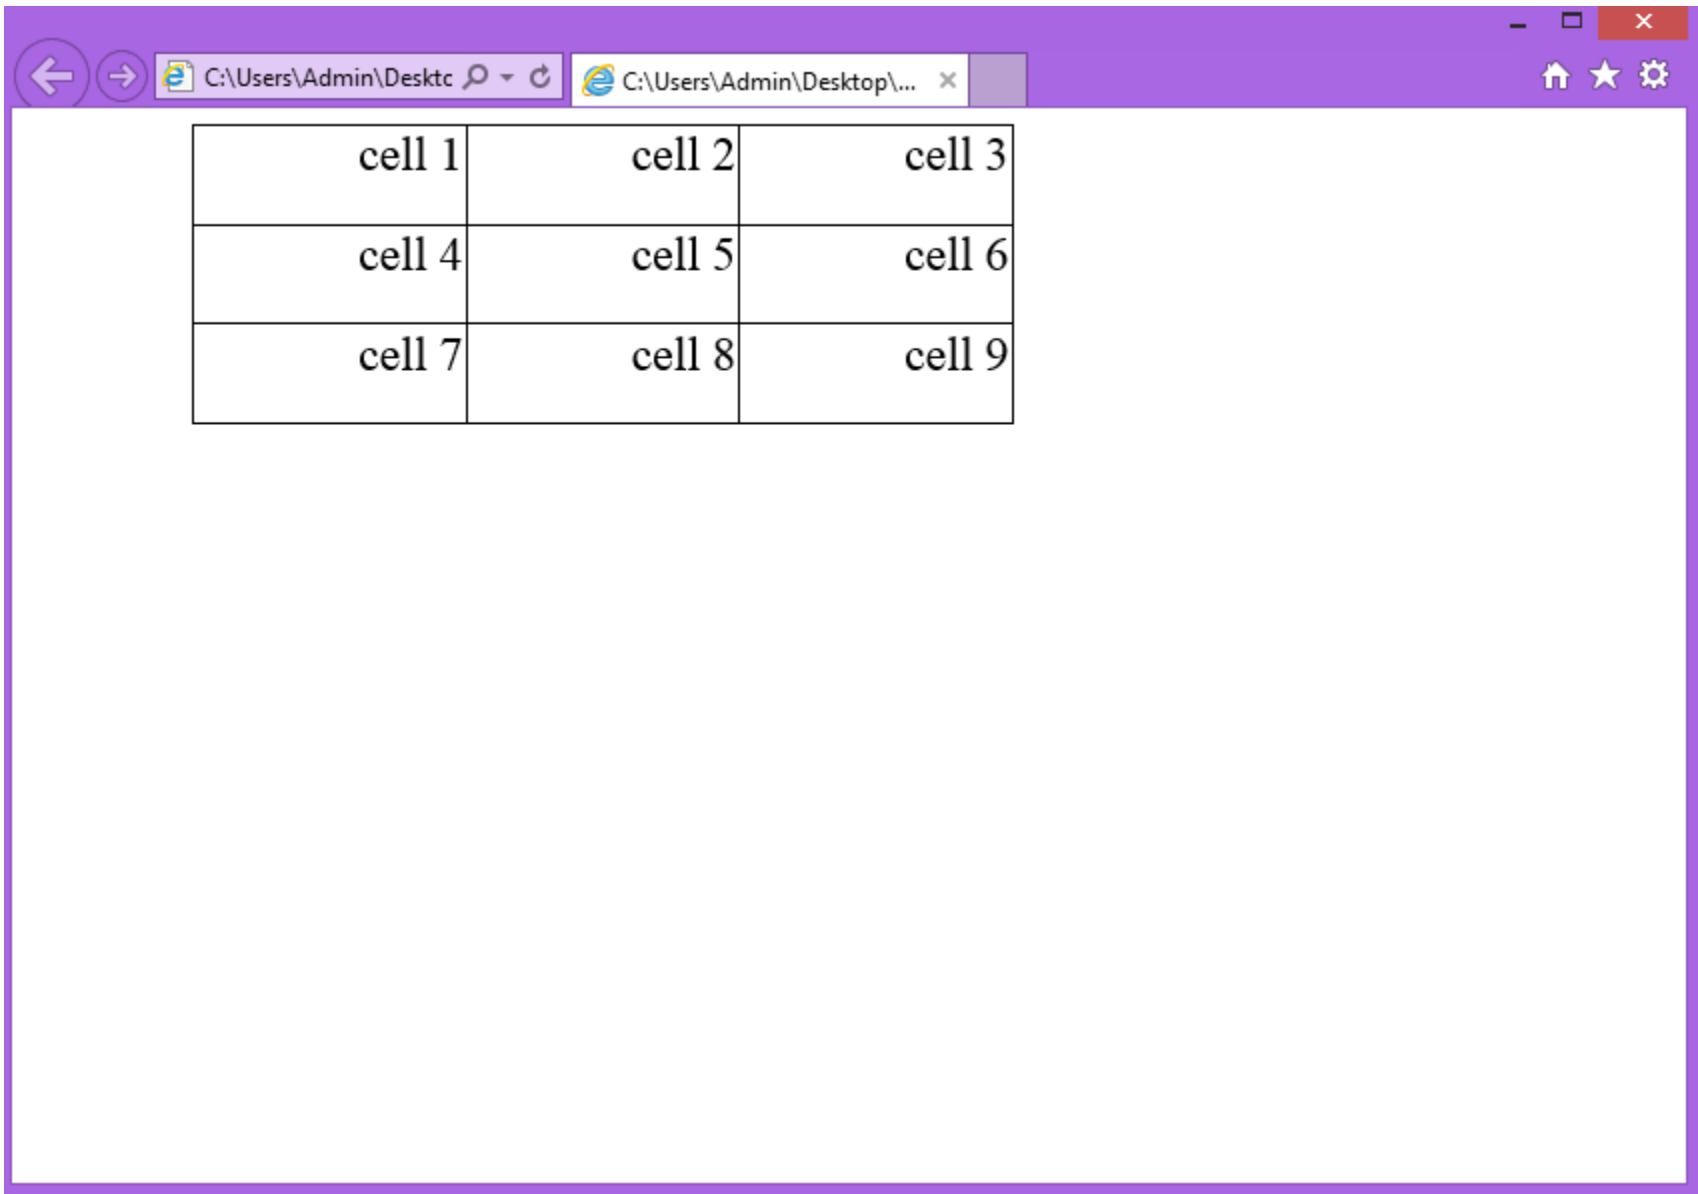 C:\Users\Admin\Desktc
C:\Users\Admin\Desktop\...
cell 1 cell 2 cell 3
cell 4 cell 5 cell 6
cell 7 cell 8 cell 9